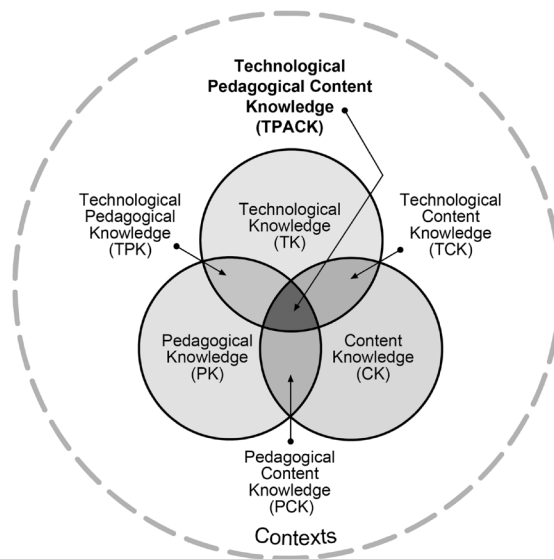 Technological
Pedagogical Content
Knowledge
(TPACK)
Technological
Pedagogical
Knowledge
(TPK)
Technological
Knowledge
(TK)
Technological
Content
Knowledge
(TCK)
Pedagogical
Knowledge
(PK)
Content
Knowledge
(CK)
Pedagogical
Content
Knowledge
(PCK)
Contexts